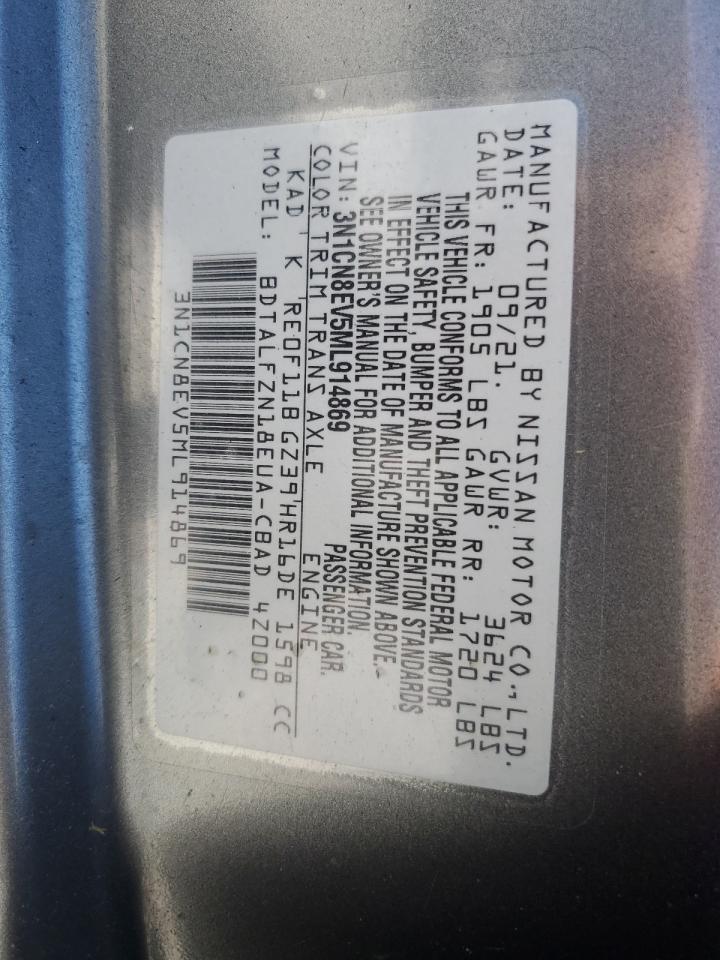 MANUFACTURED BY NISSAN MOTOR CO., LTD.
DATE: 09/21. GVWR: 3624 LBS
GAWR FR: 1905 LBS GAWR RR: 1720 LBS
THIS VEHICLE CONFORMS TO ALL APPLICABLE FEDERAL MOTOR
VEHICLE SAFETY, BUMPER AND THEFT PREVENTION STANDARDS
IN EFFECT ON THE DATE OF MANUFACTURE SHOWN ABOVE.
SEE OWNER'S MANUAL FOR ADDITIONAL INFORMATION.
VIN: 3N1CN8EV5ML914869 PASSENGER CAR.
COLOR TRIM TRANS AXLE ENGINE
KAD K RE0F11B GZ39 HR16DE 1598 CC
MODEL: BDTALFZN18EUA-CBAD 4Z000
3N1CN8EV5ML914869